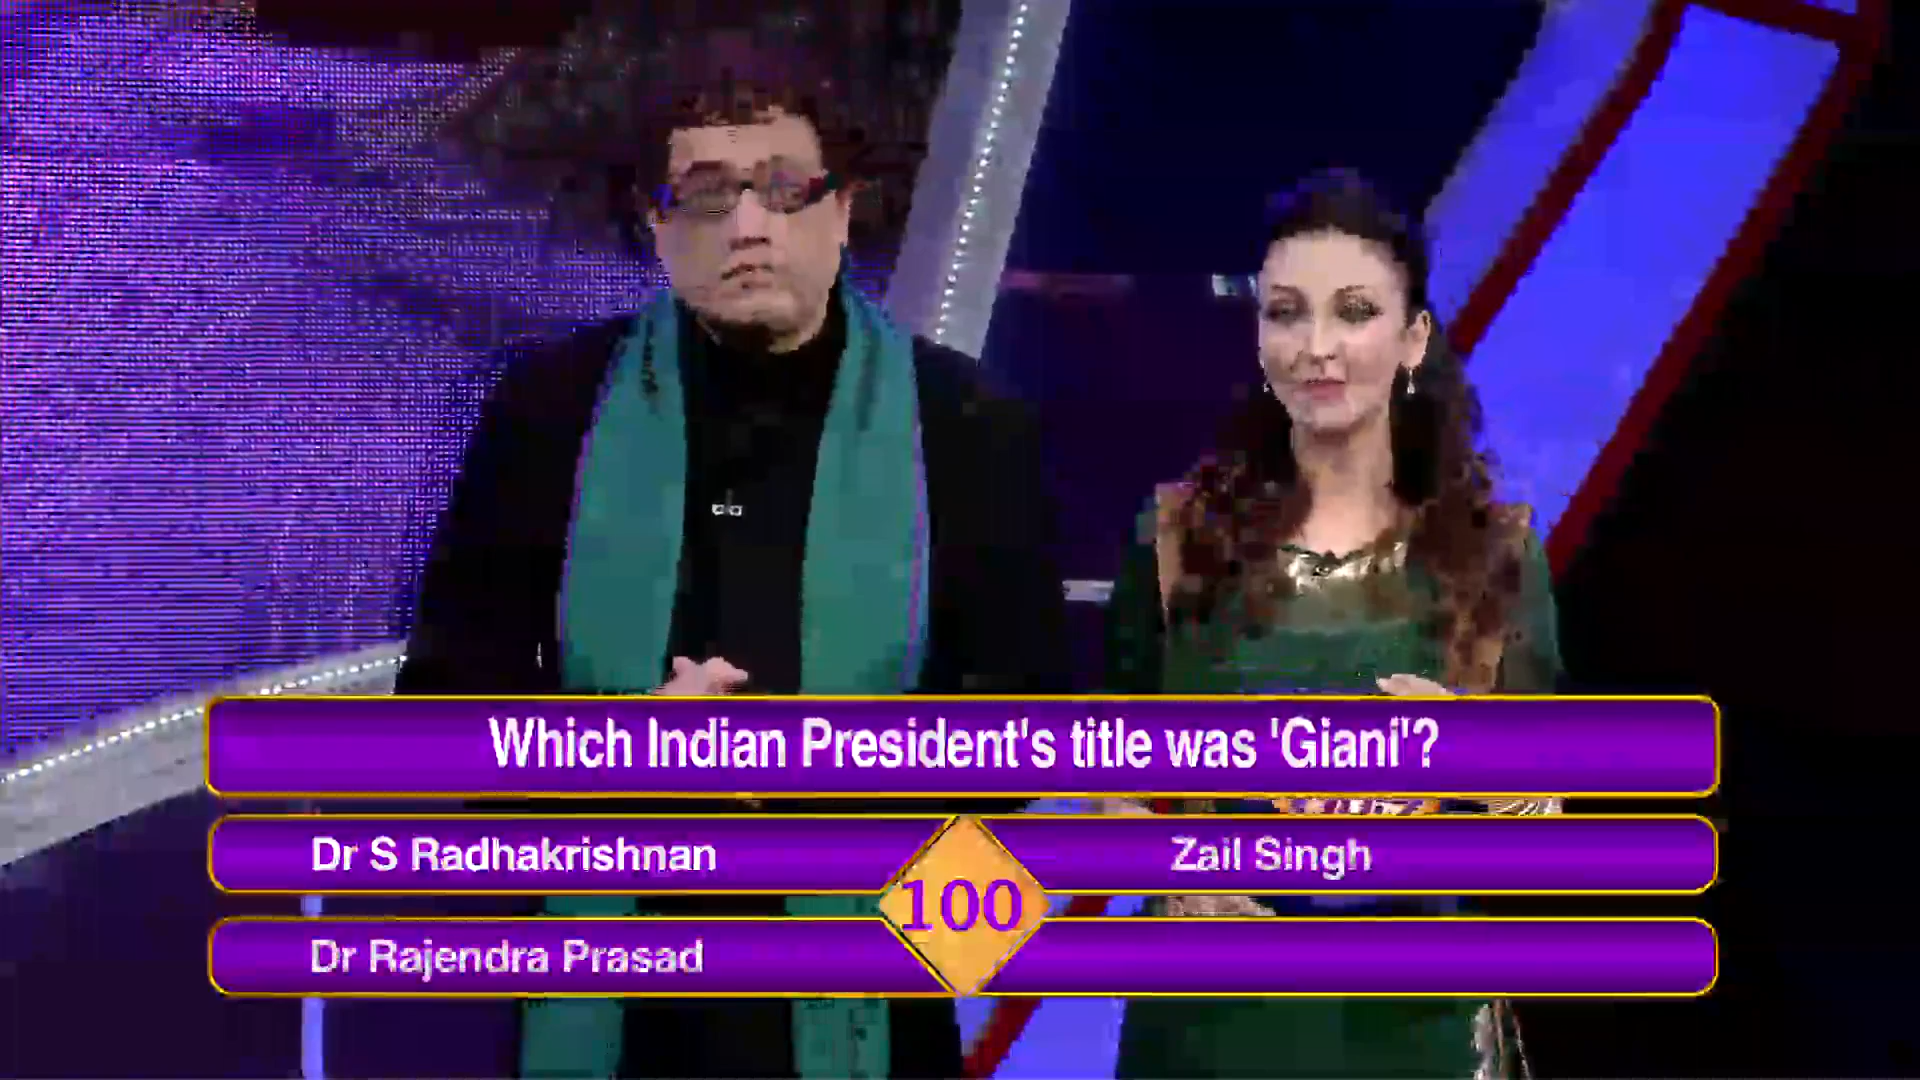 Which Indian President's title was 'Giani'?
Dr S Radhakrishnan
Zail Singh
100
Dr Rajendra Prasad